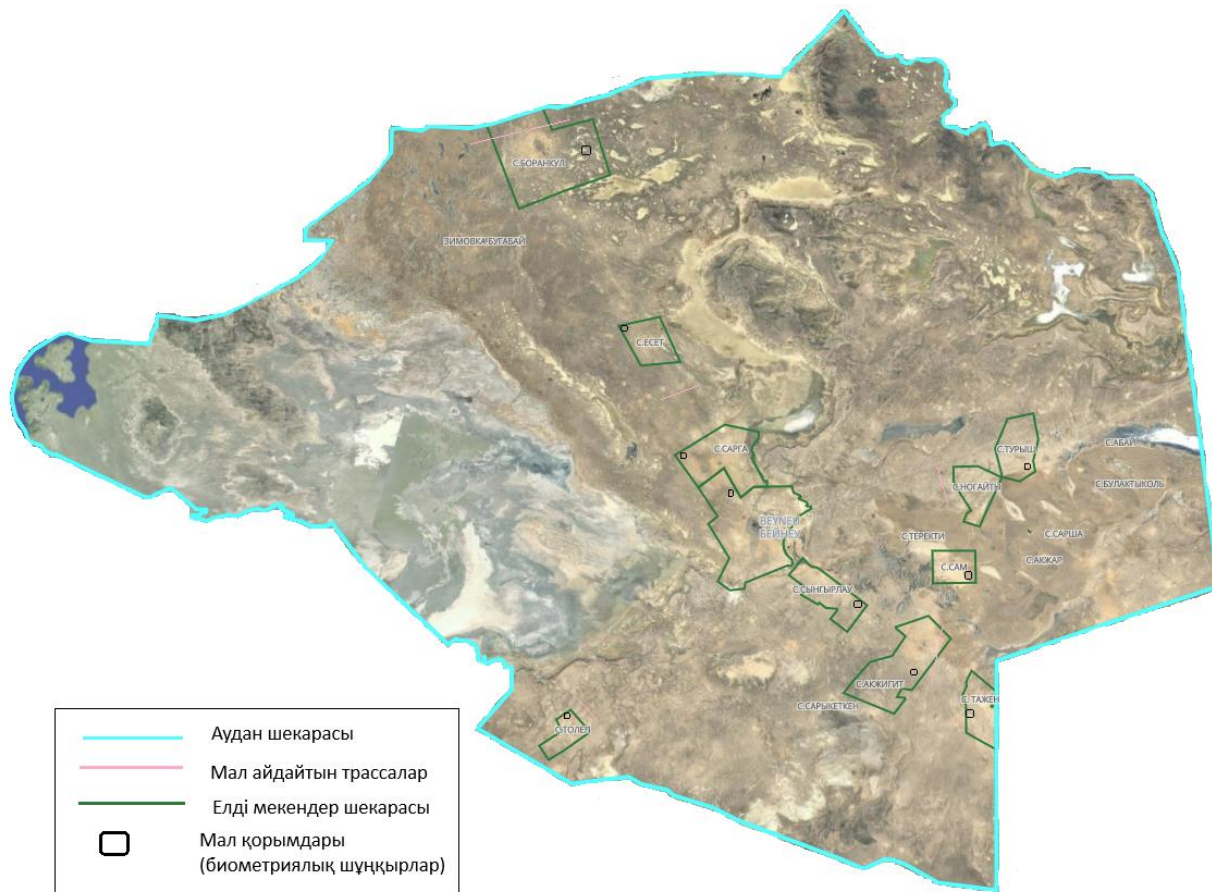 С.БОРАНКУЛ
ЗИМОВКА БУГАБАЙ
С.ЕСЕТ
С.САРГА
С.ТУРЫШ
С.АБАЙ
С.НОГАЙТЫ
С.БУЛАКТЫКОЛЬ
BEYNEU
БЕЙНЕУ
С.ТЕРЕКТИ
С.САРША
С.АКЖАР
С.САМ
С.СЫНГЫРЛАУ
С.АКЖИГИТ
С.САРЫКЕТКЕН
С.ТАЖЕН
С.ТОЛЕП
Аудан шекарасы
Мал айдайтын трассалар
Елді мекендер шекарасы
Мал қорымдары
(биометриялық шұңқырлар)